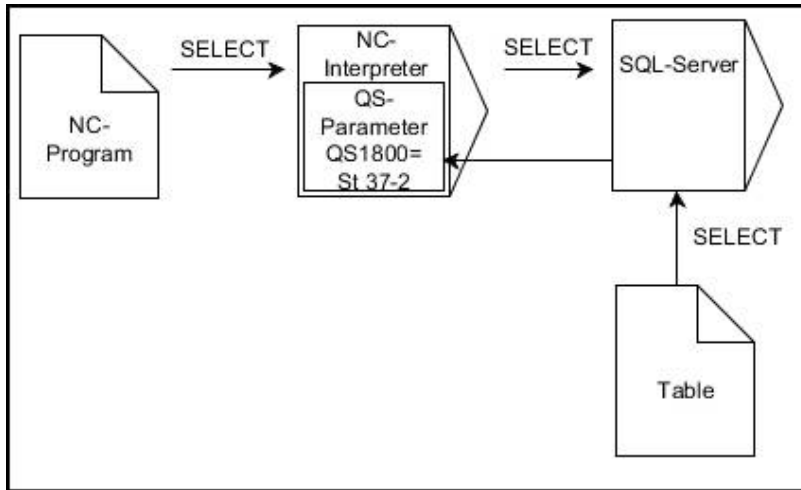 NC-
Program
SELECT
NC-
Interpreter
QS-
Parameter
QS1800=
St 37-2
SELECT
SQL-Server
SELECT
Table